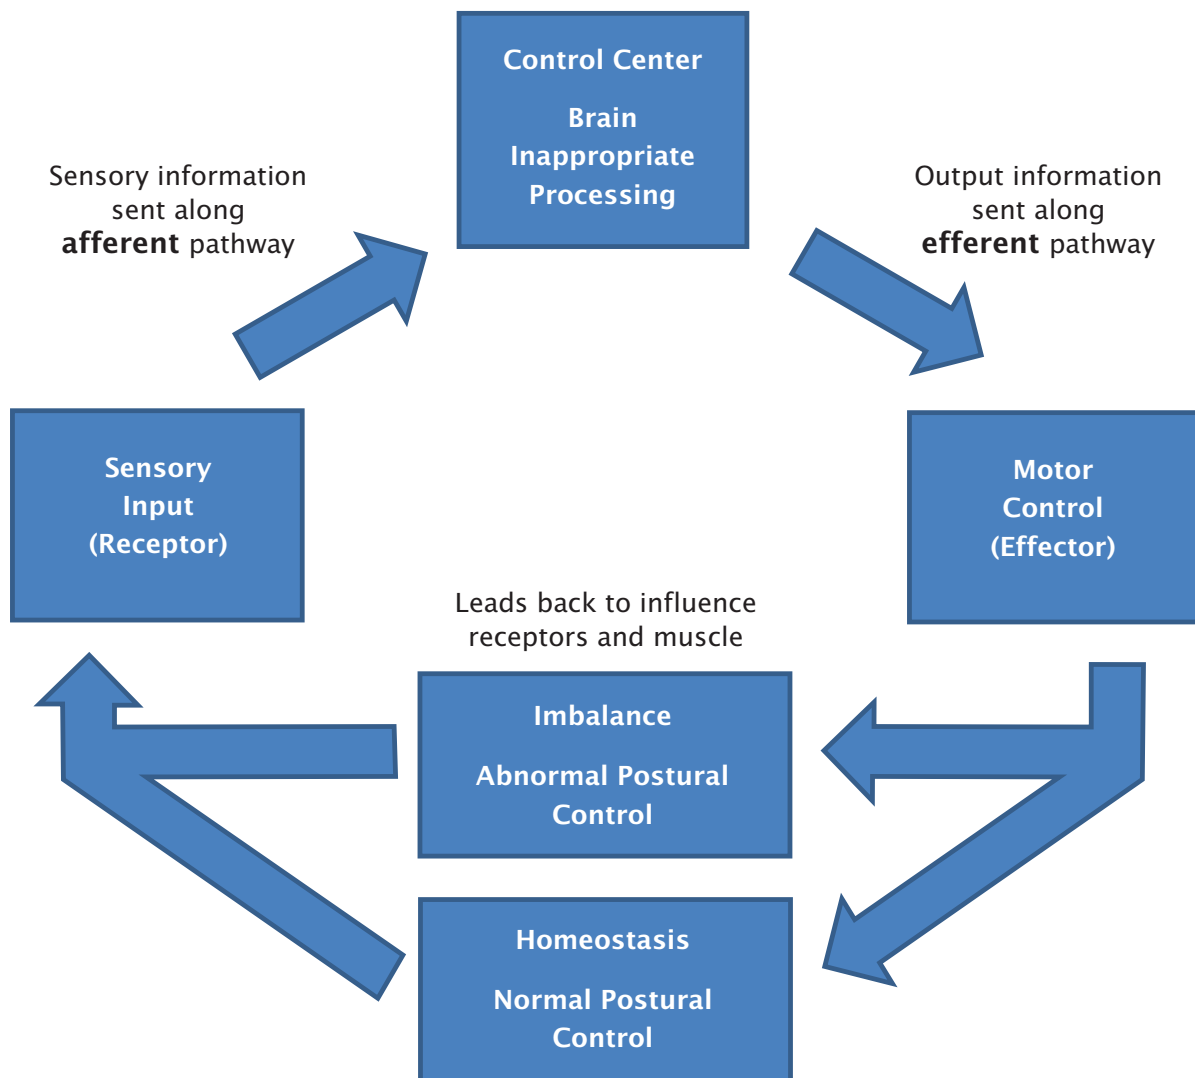 Control Center
Brain
Inappropriate
Processing
Sensory information
sent along
afferent pathway
Output information
sent along
efferent pathway
Sensory
Input
(Receptor)
Motor
Control
(Effector)
Leads back to influence
receptors and muscle
Imbalance
Abnormal Postural
Control
Homeostasis
Normal Postural
Control